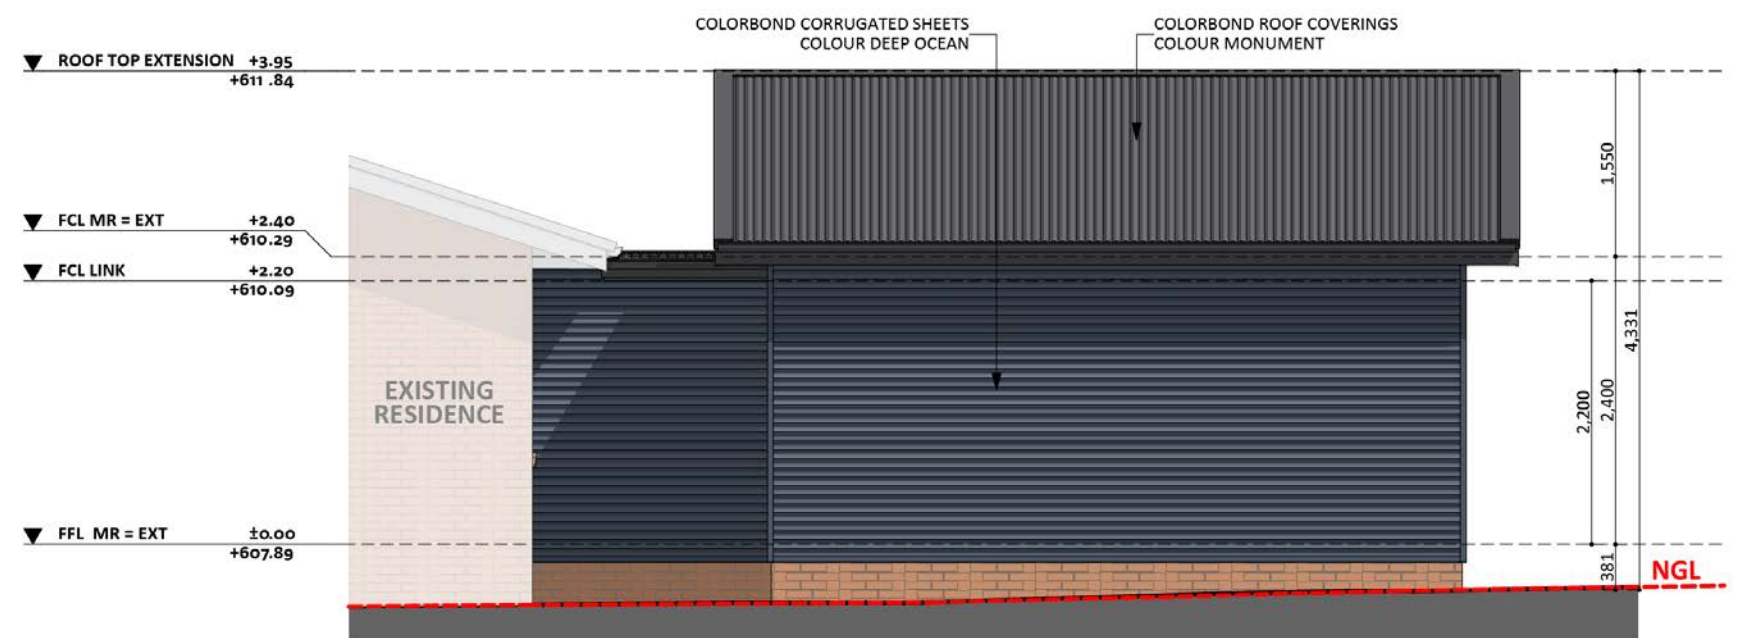 COLORBOND CORRUGATED SHEETS
COLOUR DEEP OCEAN
COLORBOND ROOF COVERINGS
COLOUR MONUMENT
ROOF TOP EXTENSION +3.95
+611.84
FCL MR = EXT +2.40
+610.29
FCL LINK +2.20
+610.09
FFL MR = EXT ±0.00
+607.89
EXISTING
RESIDENCE
1,550
4,331
2,200
2,400
381
NGL